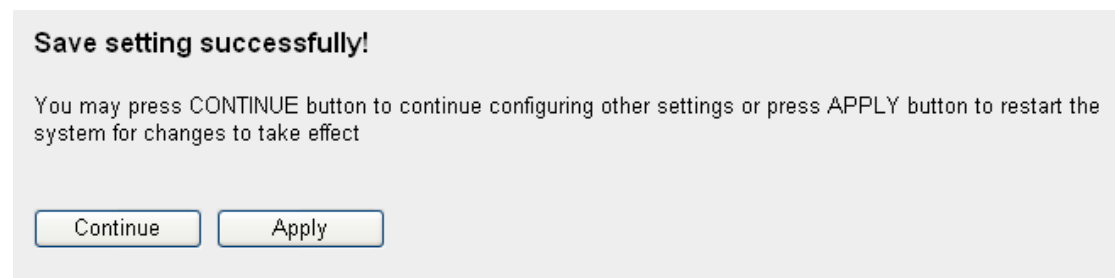 Save setting successfully!
You may press CONTINUE button to continue configuring other settings or press APPLY button to restart the
system for changes to take effect
Continue
Apply